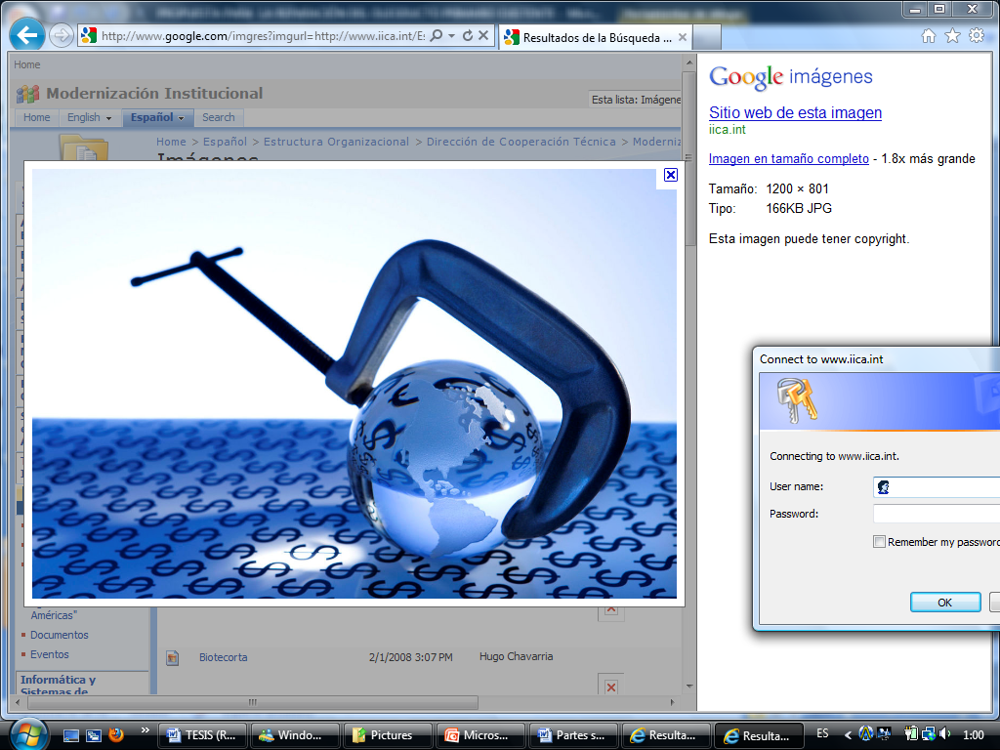 http://www.google.com/imgres?imgurl=http://www.iica.int/E
Resultados de la Búsqueda ...
Home
Modernización Institucional
Esta lista: Imágene
Home English Español Search
Home > Español > Estructura Organizacional > Dirección de Cooperación Técnica > Moderniz
Imágenes
Google imágenes
Sitio web de esta imagen
iica.int
Imagen en tamaño completo - 1.8x más grande
Tamaño: 1200 × 801
Tipo: 166KB JPG
Esta imagen puede tener copyright.
Connect to www.iica.int
Connecting to www.iica.int.
User name:
Password:
Remember my password
OK
Américas"
Documentos
Eventos
Biotecorta 2/1/2008 3:07 PM Hugo Chavarria
Informática y
Sistemas de
TESIS (R... Windo... Pictures Micros... Partes s... Resulta... Resulta... ES 1:00